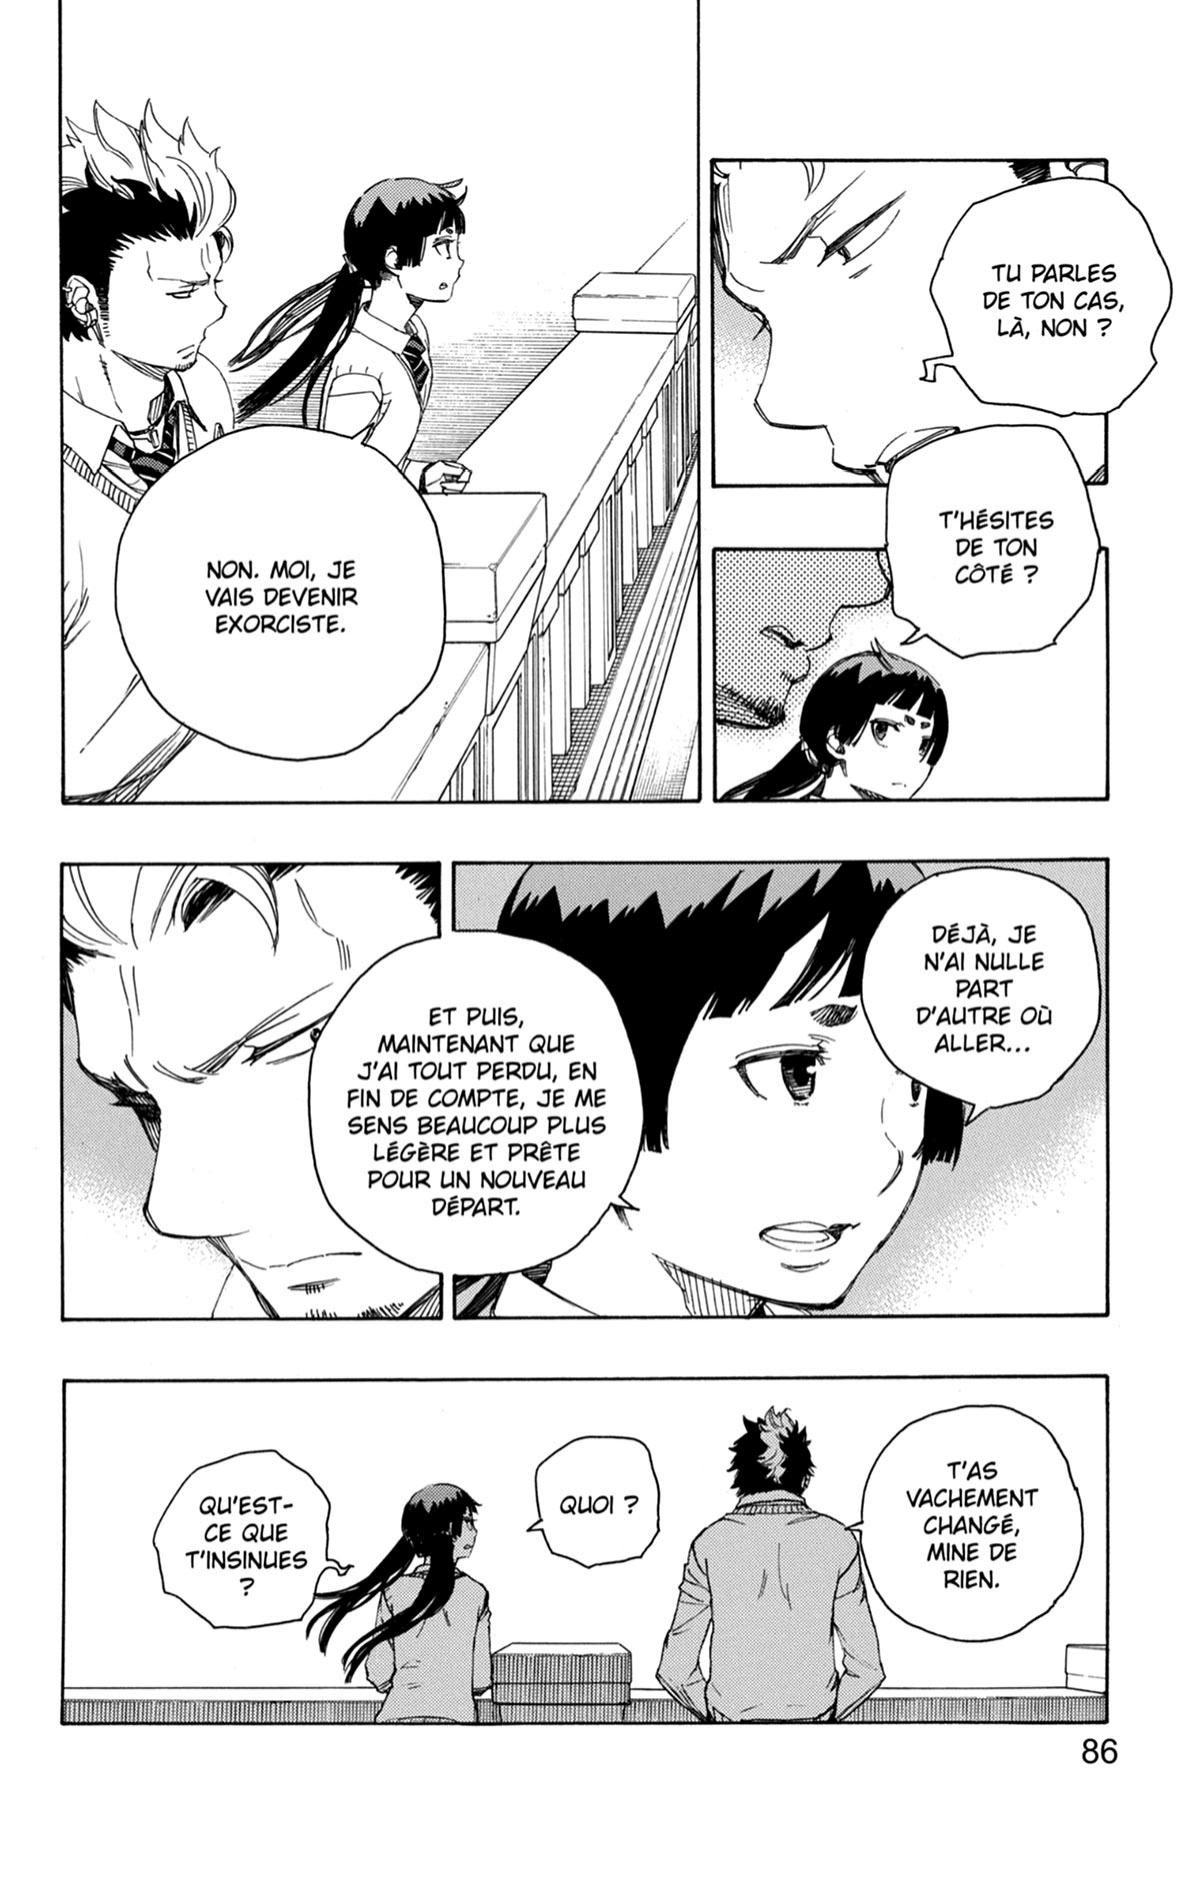 TU PARLES
DE TON CAS,
LÀ, NON ?
T'HÉSITES
DE TON
CÔTÉ ?
NON. MOI, JE
VAIS DEVENIR
EXORCISTE.
DÉJÀ, JE
N'AI NULLE
PART
D'AUTRE OÙ
ALLER...
ET PUIS,
MAINTENANT QUE
J'AI TOUT PERDU, EN
FIN DE COMPTE, JE ME
SENS BEAUCOUP PLUS
LÉGÈRE ET PRÊTE
POUR UN NOUVEAU
DÉPART.
T'AS
VACHEMENT
CHANGÉ,
MINE DE
RIEN.
QUOI ?
QU'EST-
CE QUE
T'INSINUES
?
86